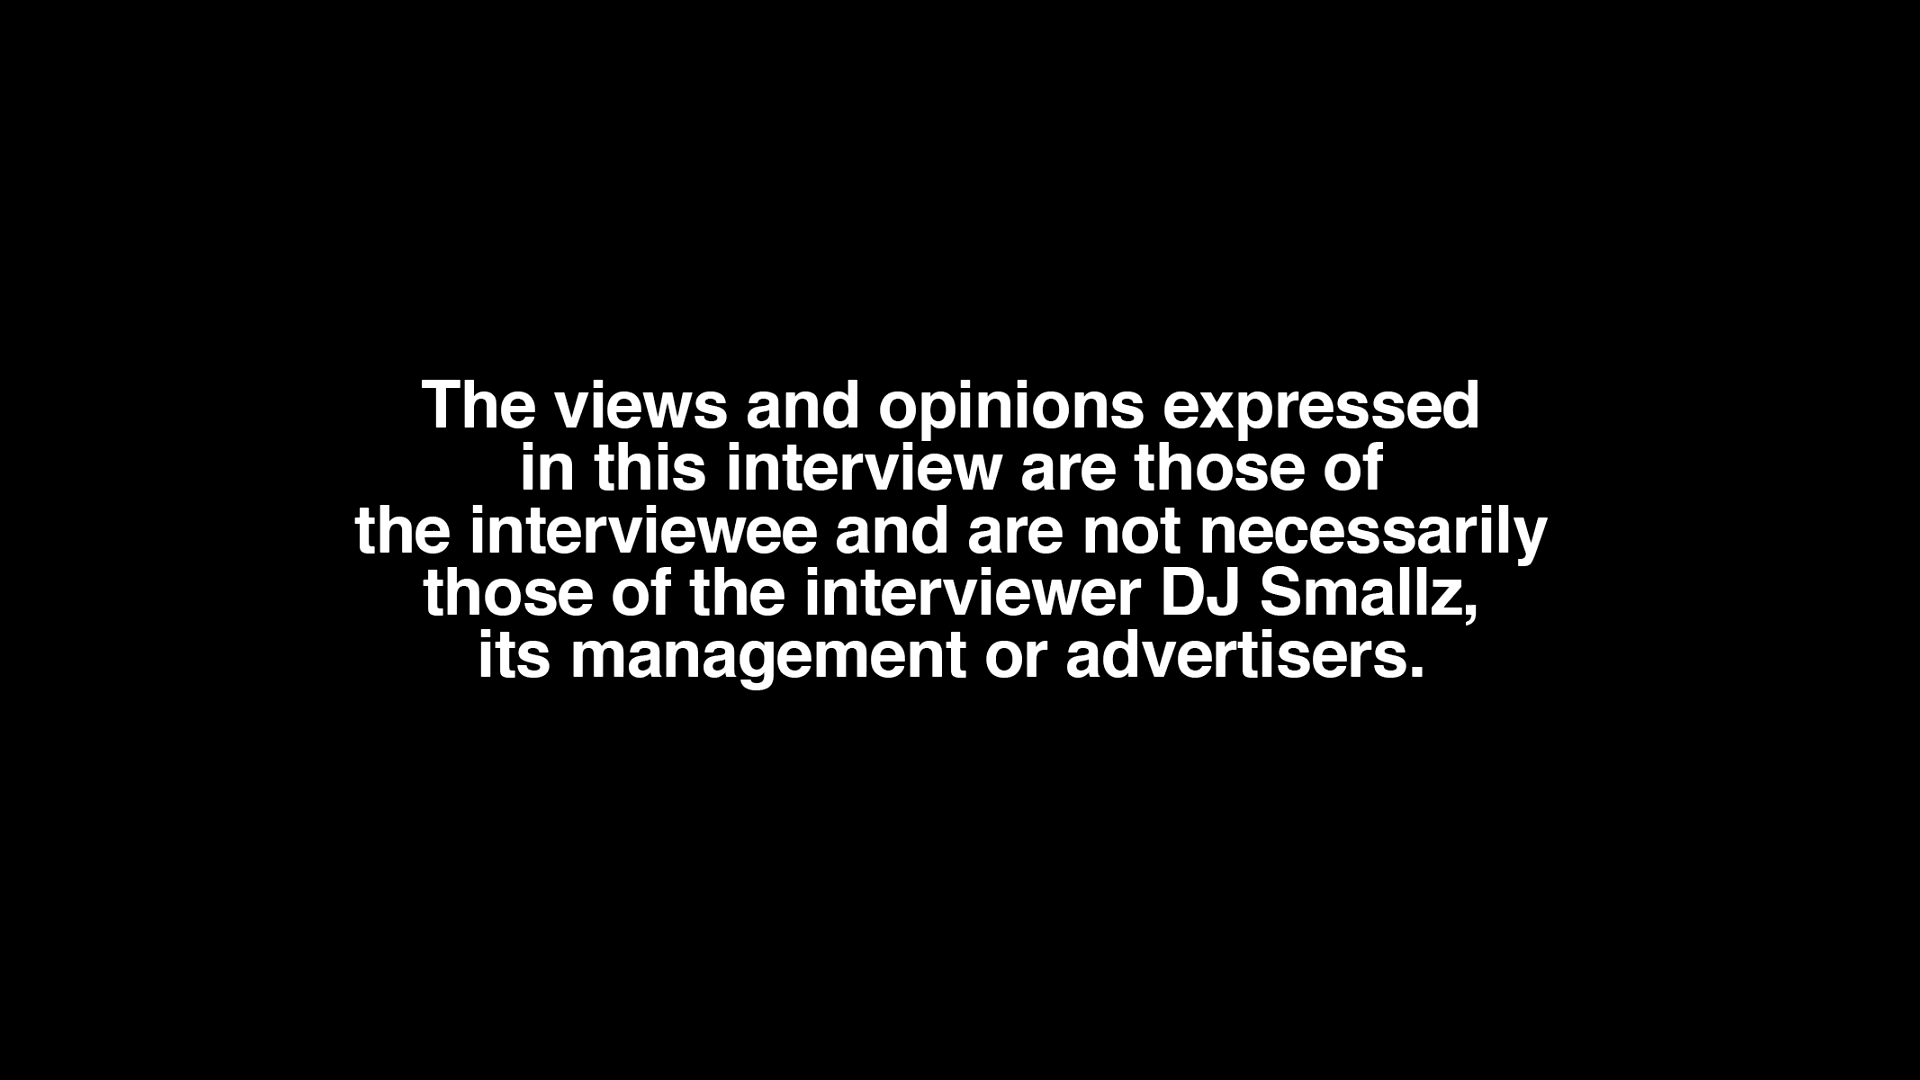 The views and opinions expressed
in this interview are those of
the interviewee and are not necessarily
those of the interviewer DJ Smallz,
its management or advertisers.